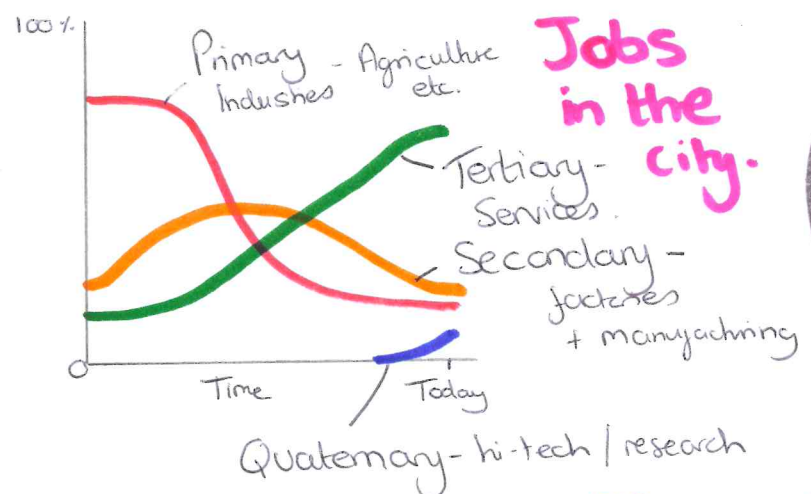 100%
Jobs
in the
city.
Primary - Agriculture
Industries etc.
Tertiary -
Services.
Secondary -
factories
+ manufacturing
0
Time
Today
Quaternary - hi-tech / research